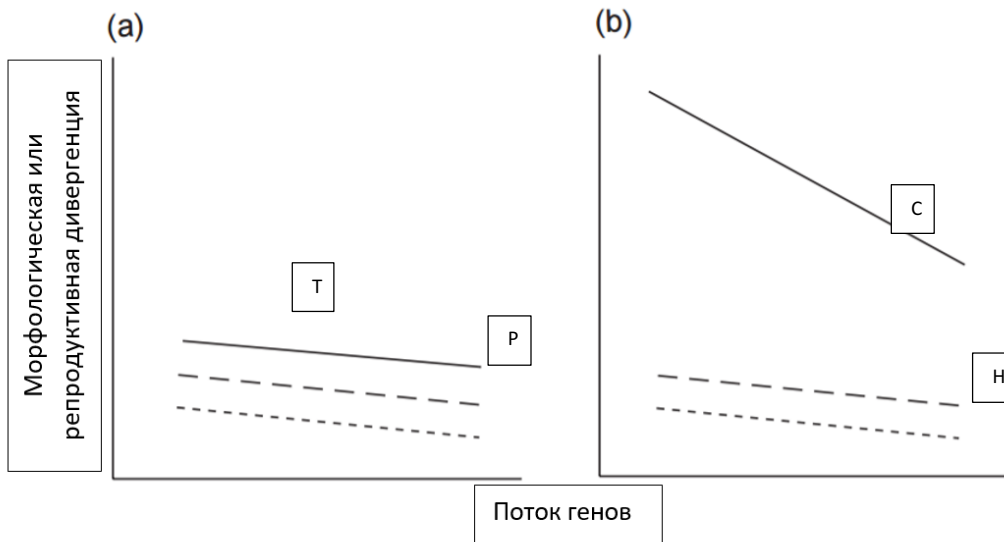 (a)
(b)
Морфологическая или
репродуктивная дивергенция
Т
Р
С
Н
Поток генов